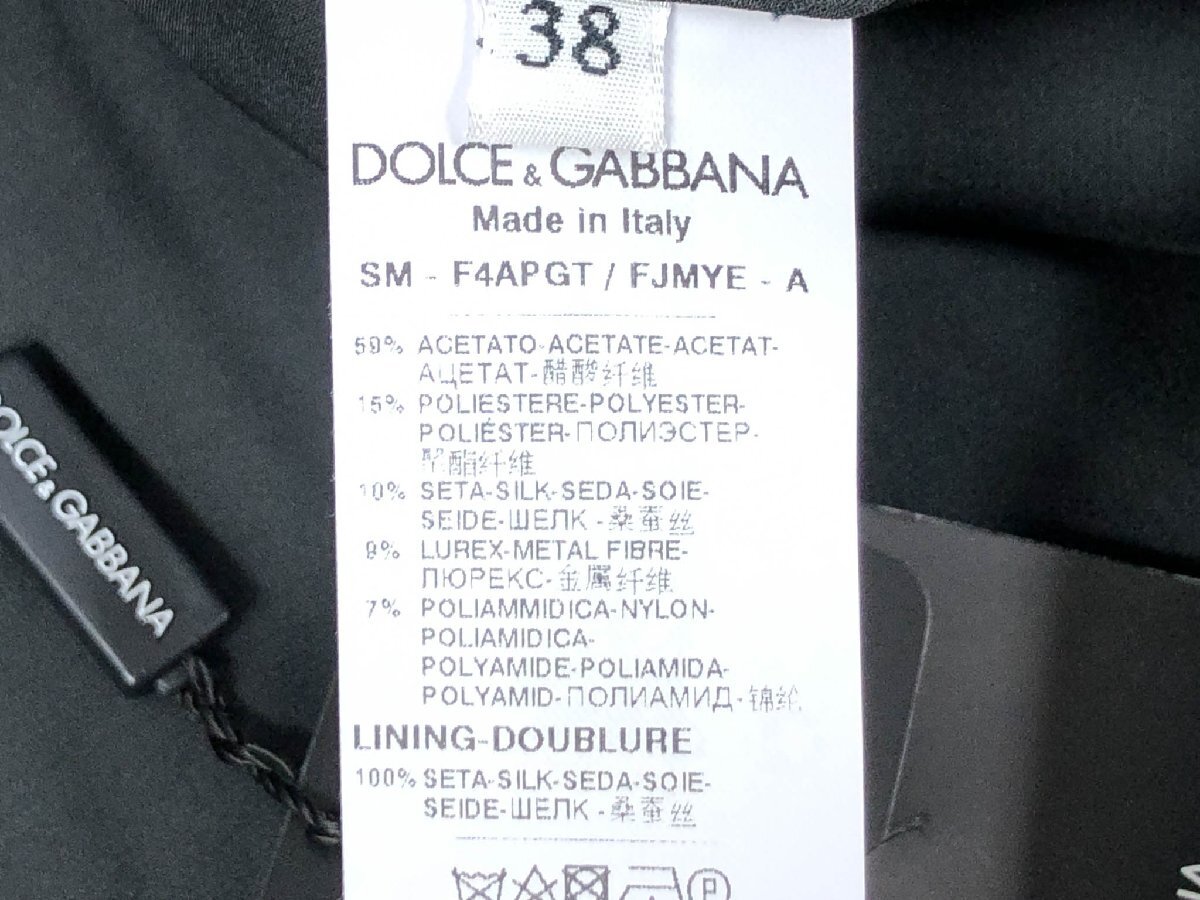 38
DOLCE & GABBANA
Made in Italy
SM - F4APGT / FJMYE - A
59% ACETATO-ACETATE-ACETAT-
АЦЕТАТ-醋酸纤维
15% POLIESTERE-POLYESTER-
POLIÉSTER-ПОЛИЭСТЕР-
聚酯纤维
10% SETA-SILK-SEDA-SOIE-
SEIDE-ШЕЛК-桑蚕丝
9% LUREX-METAL FIBRE-
ЛЮРЕКС-金属纤维
7% POLIAMMIDICA-NYLON-
POLIAMIDICA-
POLYAMIDE-POLIAMIDA-
POLYAMID-ПОЛИАМИД-锦纶
LINING-DOUBLURE
100% SETA-SILK-SEDA-SOIE-
SEIDE-ШЕЛК-桑蚕丝
P
DOLCE & GABBANA